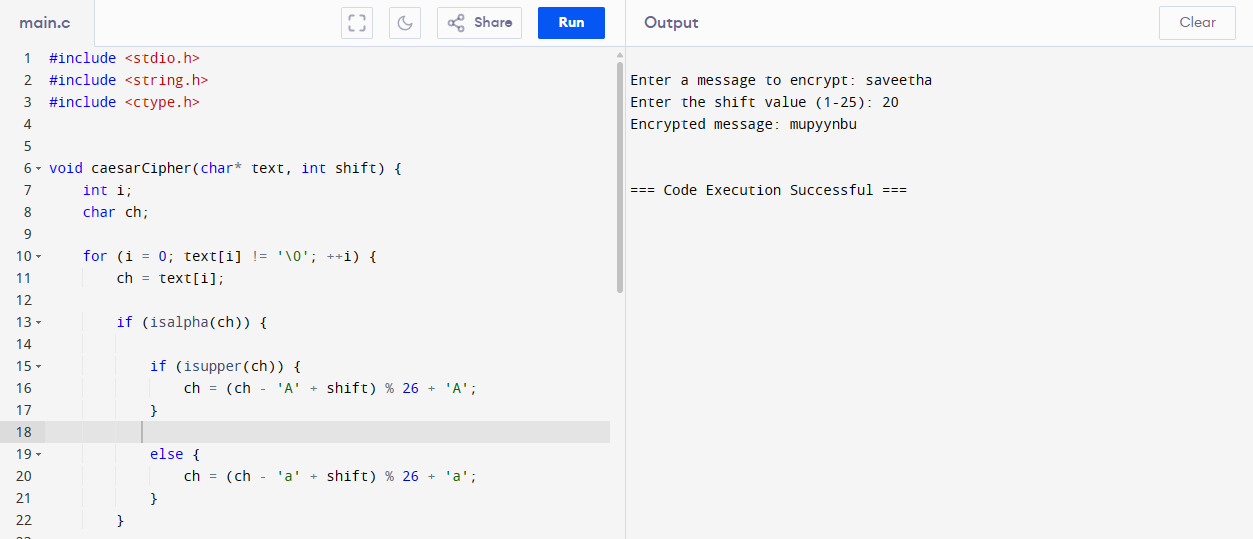 main.c
Share
Run
Output
Clear
1 #include <stdio.h>
2 #include <string.h>
3 #include <ctype.h>
4
5
6 void caesarCipher(char* text, int shift) {
7     int i;
8     char ch;
9
10     for (i = 0; text[i] != '\0'; ++i) {
11         ch = text[i];
12
13         if (isalpha(ch)) {
14
15             if (isupper(ch)) {
16                 ch = (ch - 'A' + shift) % 26 + 'A';
17             }
18
19             else {
20                 ch = (ch - 'a' + shift) % 26 + 'a';
21             }
22         }
Enter a message to encrypt: saveetha
Enter the shift value (1-25): 20
Encrypted message: mupyynbu
=== Code Execution Successful ===